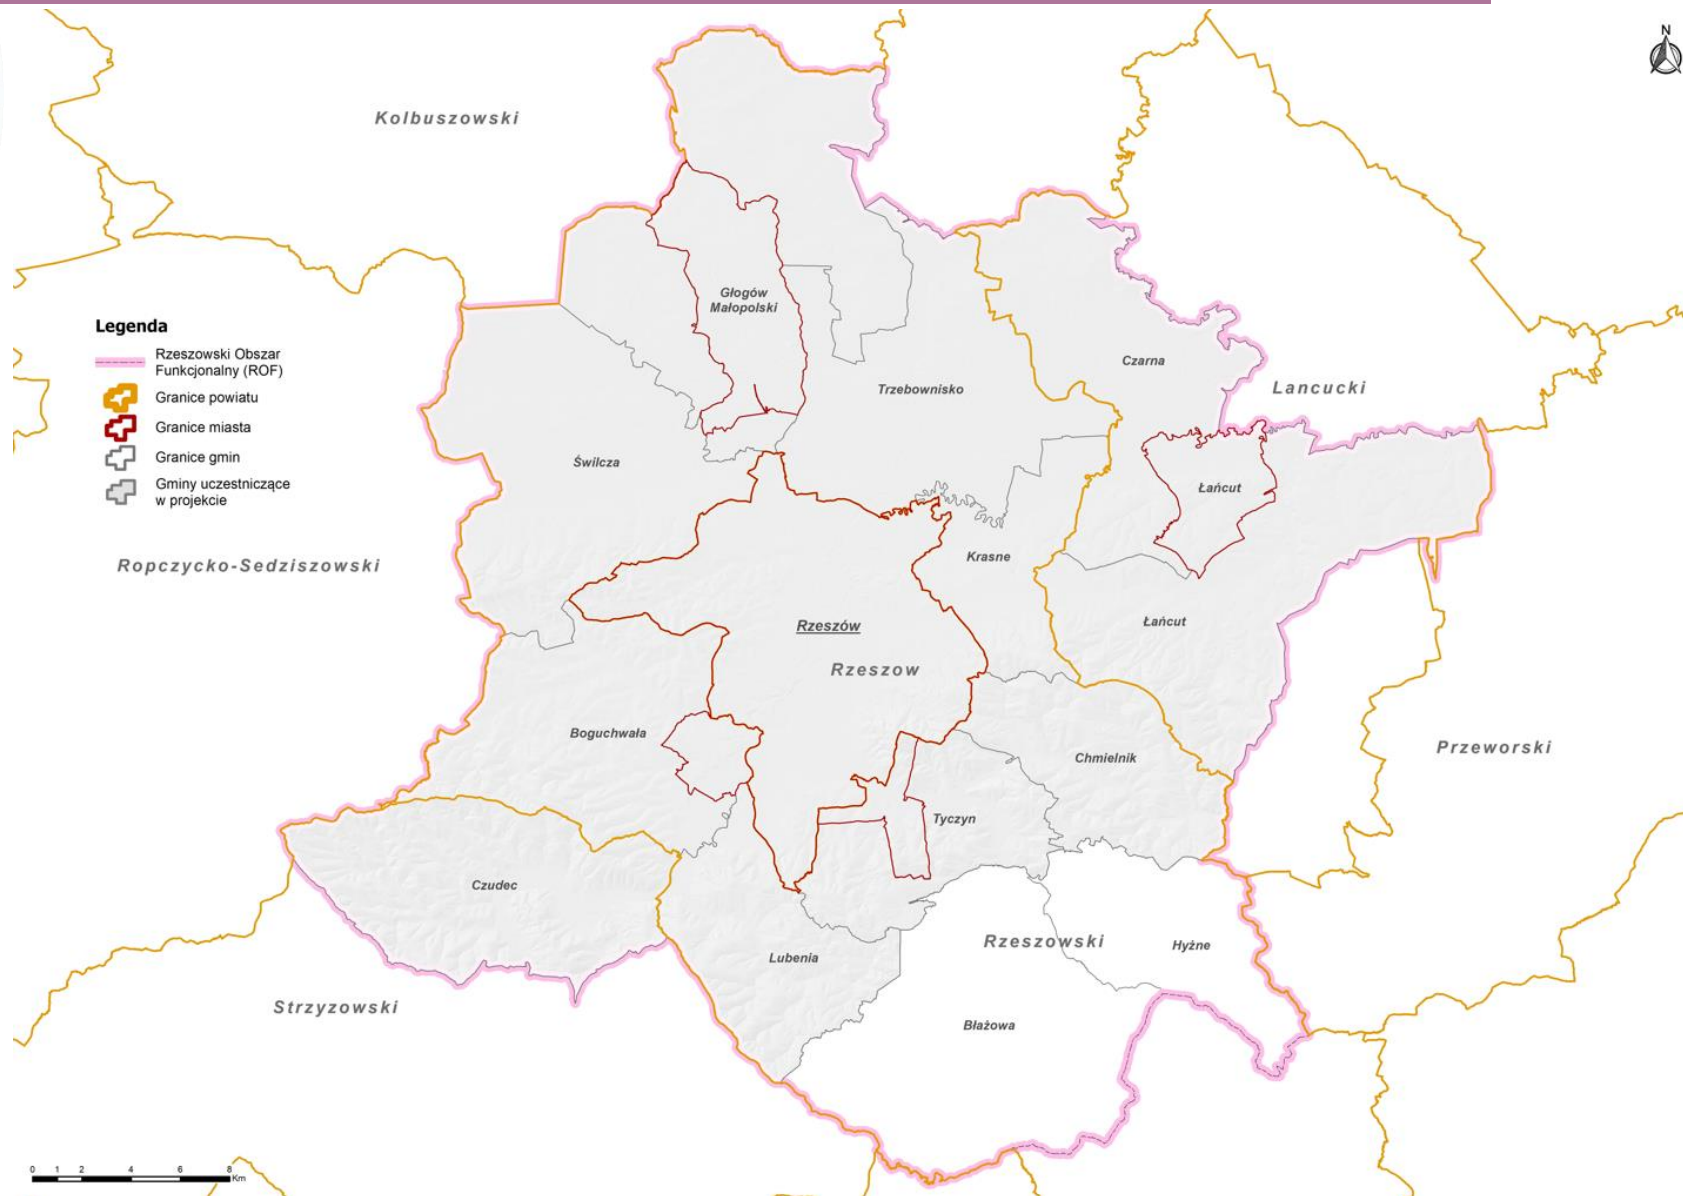 N
Kolbuszowski
Głogów
Małopolski
Legenda
Rzeszowski Obszar
Funkcjonalny (ROF)
Granice powiatu
Granice miasta
Granice gmin
Gminy uczestniczące
w projekcie
Czarna
Lancucki
Trzebownisko
Świlcza
Łańcut
Krasne
Ropczycko-Sedziszowski
Rzeszów
Łańcut
Rzeszow
Boguchwała
Przeworski
Chmielnik
Tyczyn
Czudec
Rzeszowski
Hyżne
Lubenia
Strzyzowski
Błażowa
0 1 2 4 6 8
Km